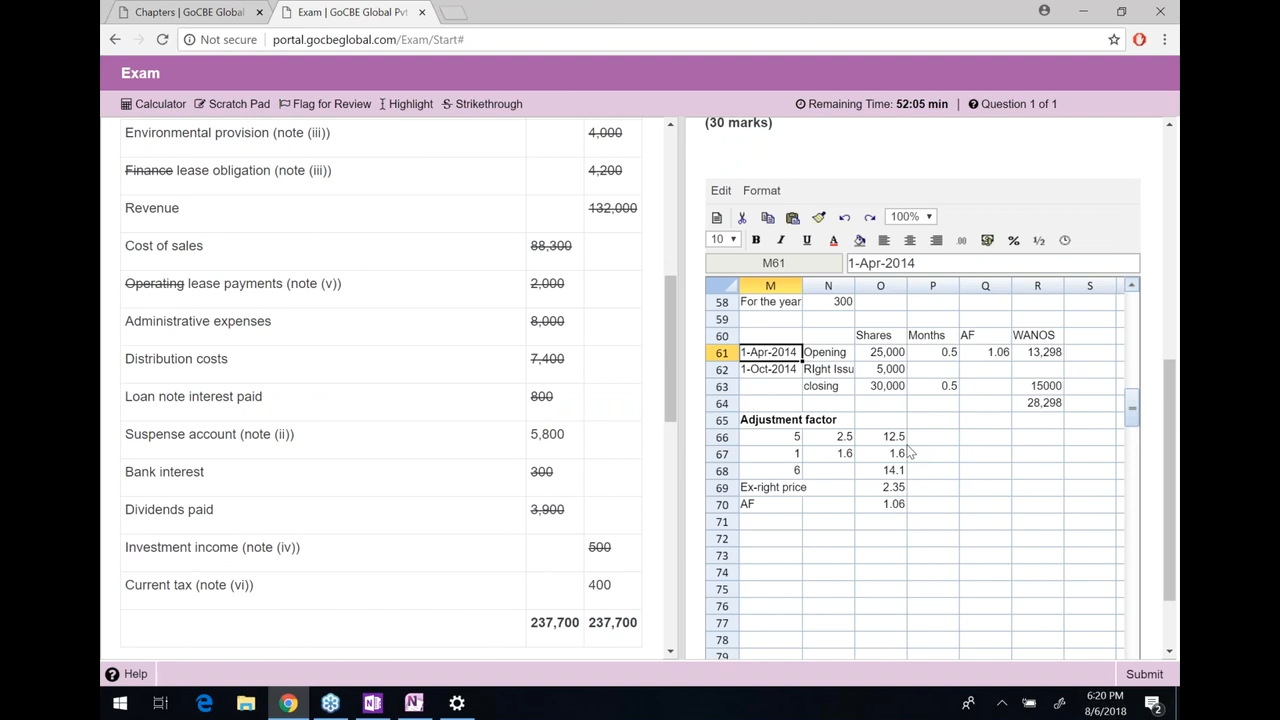 Chapters | GoCBE Global
Exam | GoCBE Global Pvt
Not secure | portal.gocbeglobal.com/Exam/Start#
Exam
Calculator Scratch Pad Flag for Review Highlight Strikethrough Remaining Time: 52:05 min | Question 1 of 1
Environmental provision (note (iii)) 4,000
Finance lease obligation (note (iii)) 4,200
Revenue 132,000
Cost of sales 88,300
Operating lease payments (note (v)) 2,000
Administrative expenses 8,000
Distribution costs 7,400
Loan note interest paid 800
Suspense account (note (ii)) 5,800
Bank interest 300
Dividends paid 3,900
Investment income (note (iv)) 500
Current tax (note (vi)) 400
237,700 237,700
(30 marks)
Edit Format
100%
10 B I U A .00 % ½
M61 1-Apr-2014
M N O P Q R S
58 For the year 300
59
60 Shares Months AF WANOS
61 1-Apr-2014 Opening 25,000 0.5 1.06 13,298
62 1-Oct-2014 RIght Issu 5,000
63 closing 30,000 0.5 15000
64 28,298
65 Adjustment factor
66 5 2.5 12.5
67 1 1.6 1.6
68 6 14.1
69 Ex-right price 2.35
70 AF 1.06
71
72
73
74
75
76
77
78
79
Help Submit
6:20 PM
8/6/2018
2